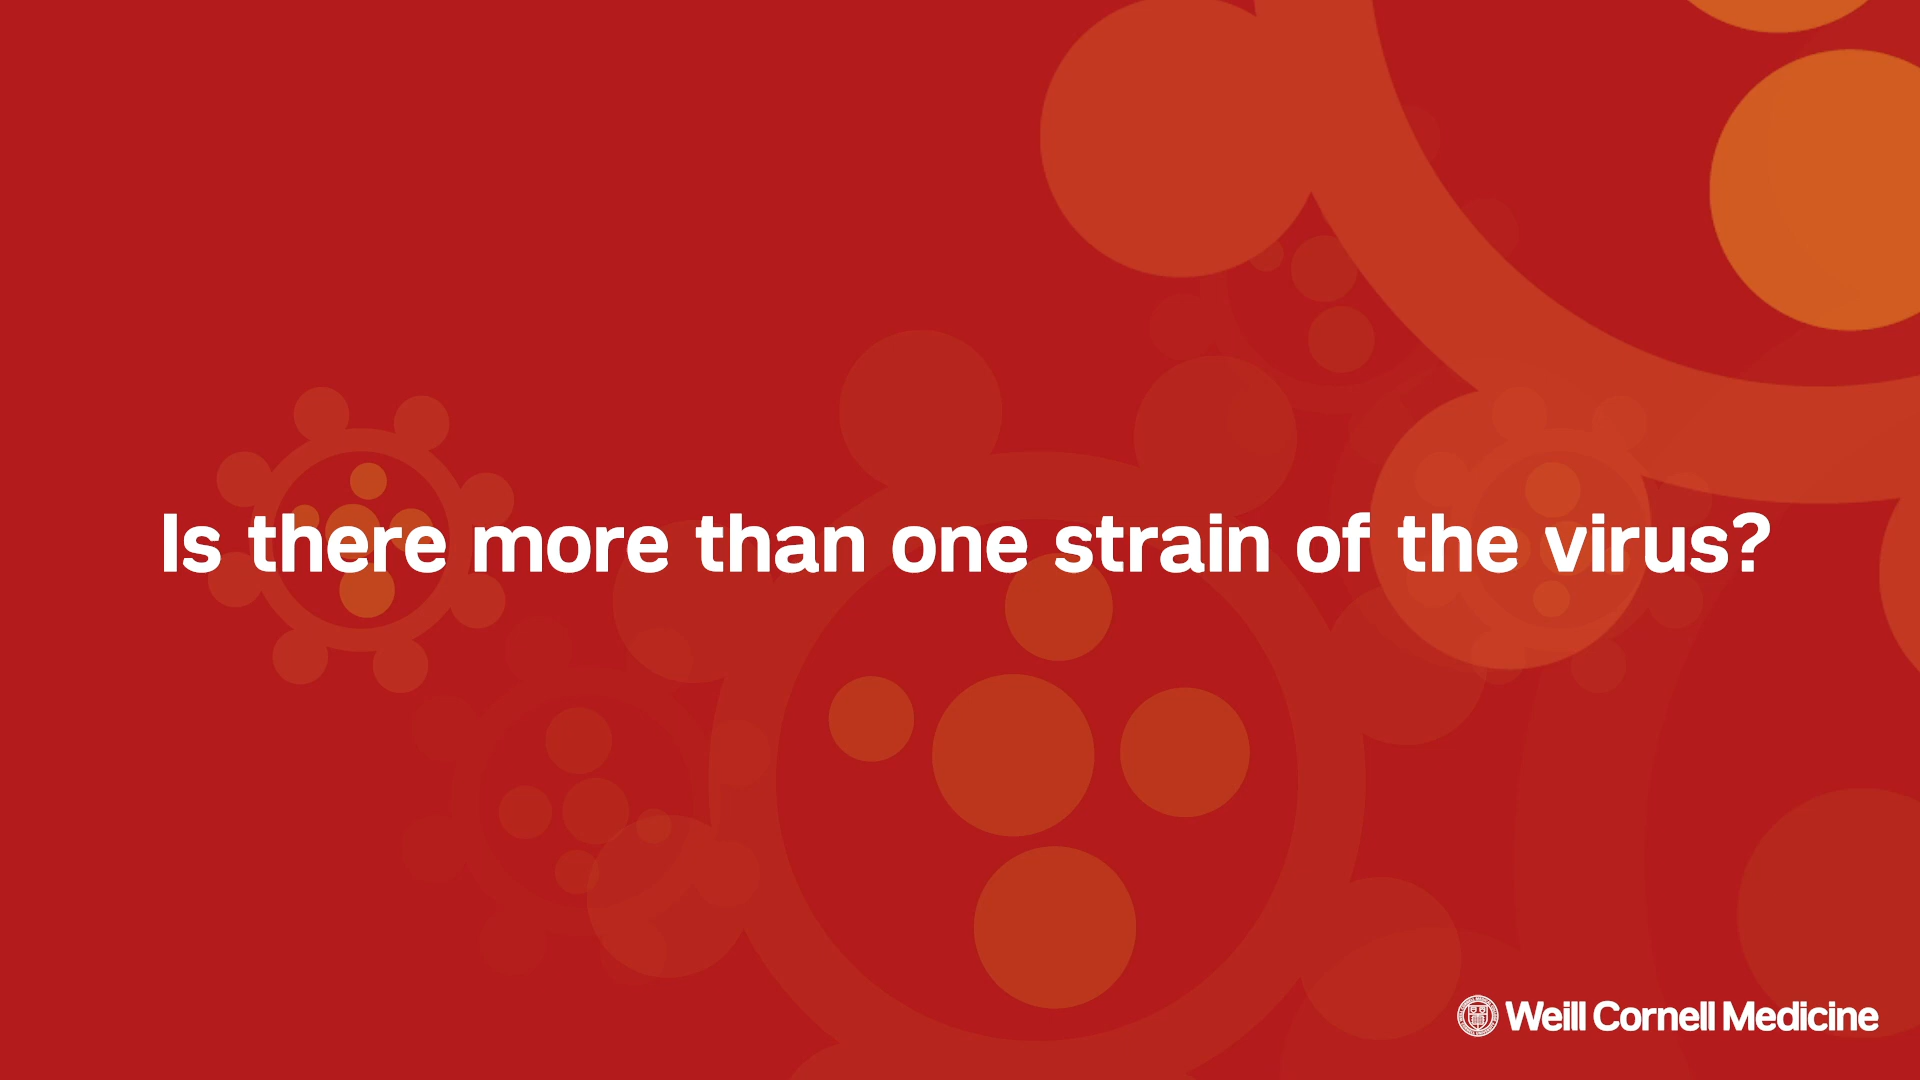 Is there more than one strain of the virus?
Weill Cornell Medicine